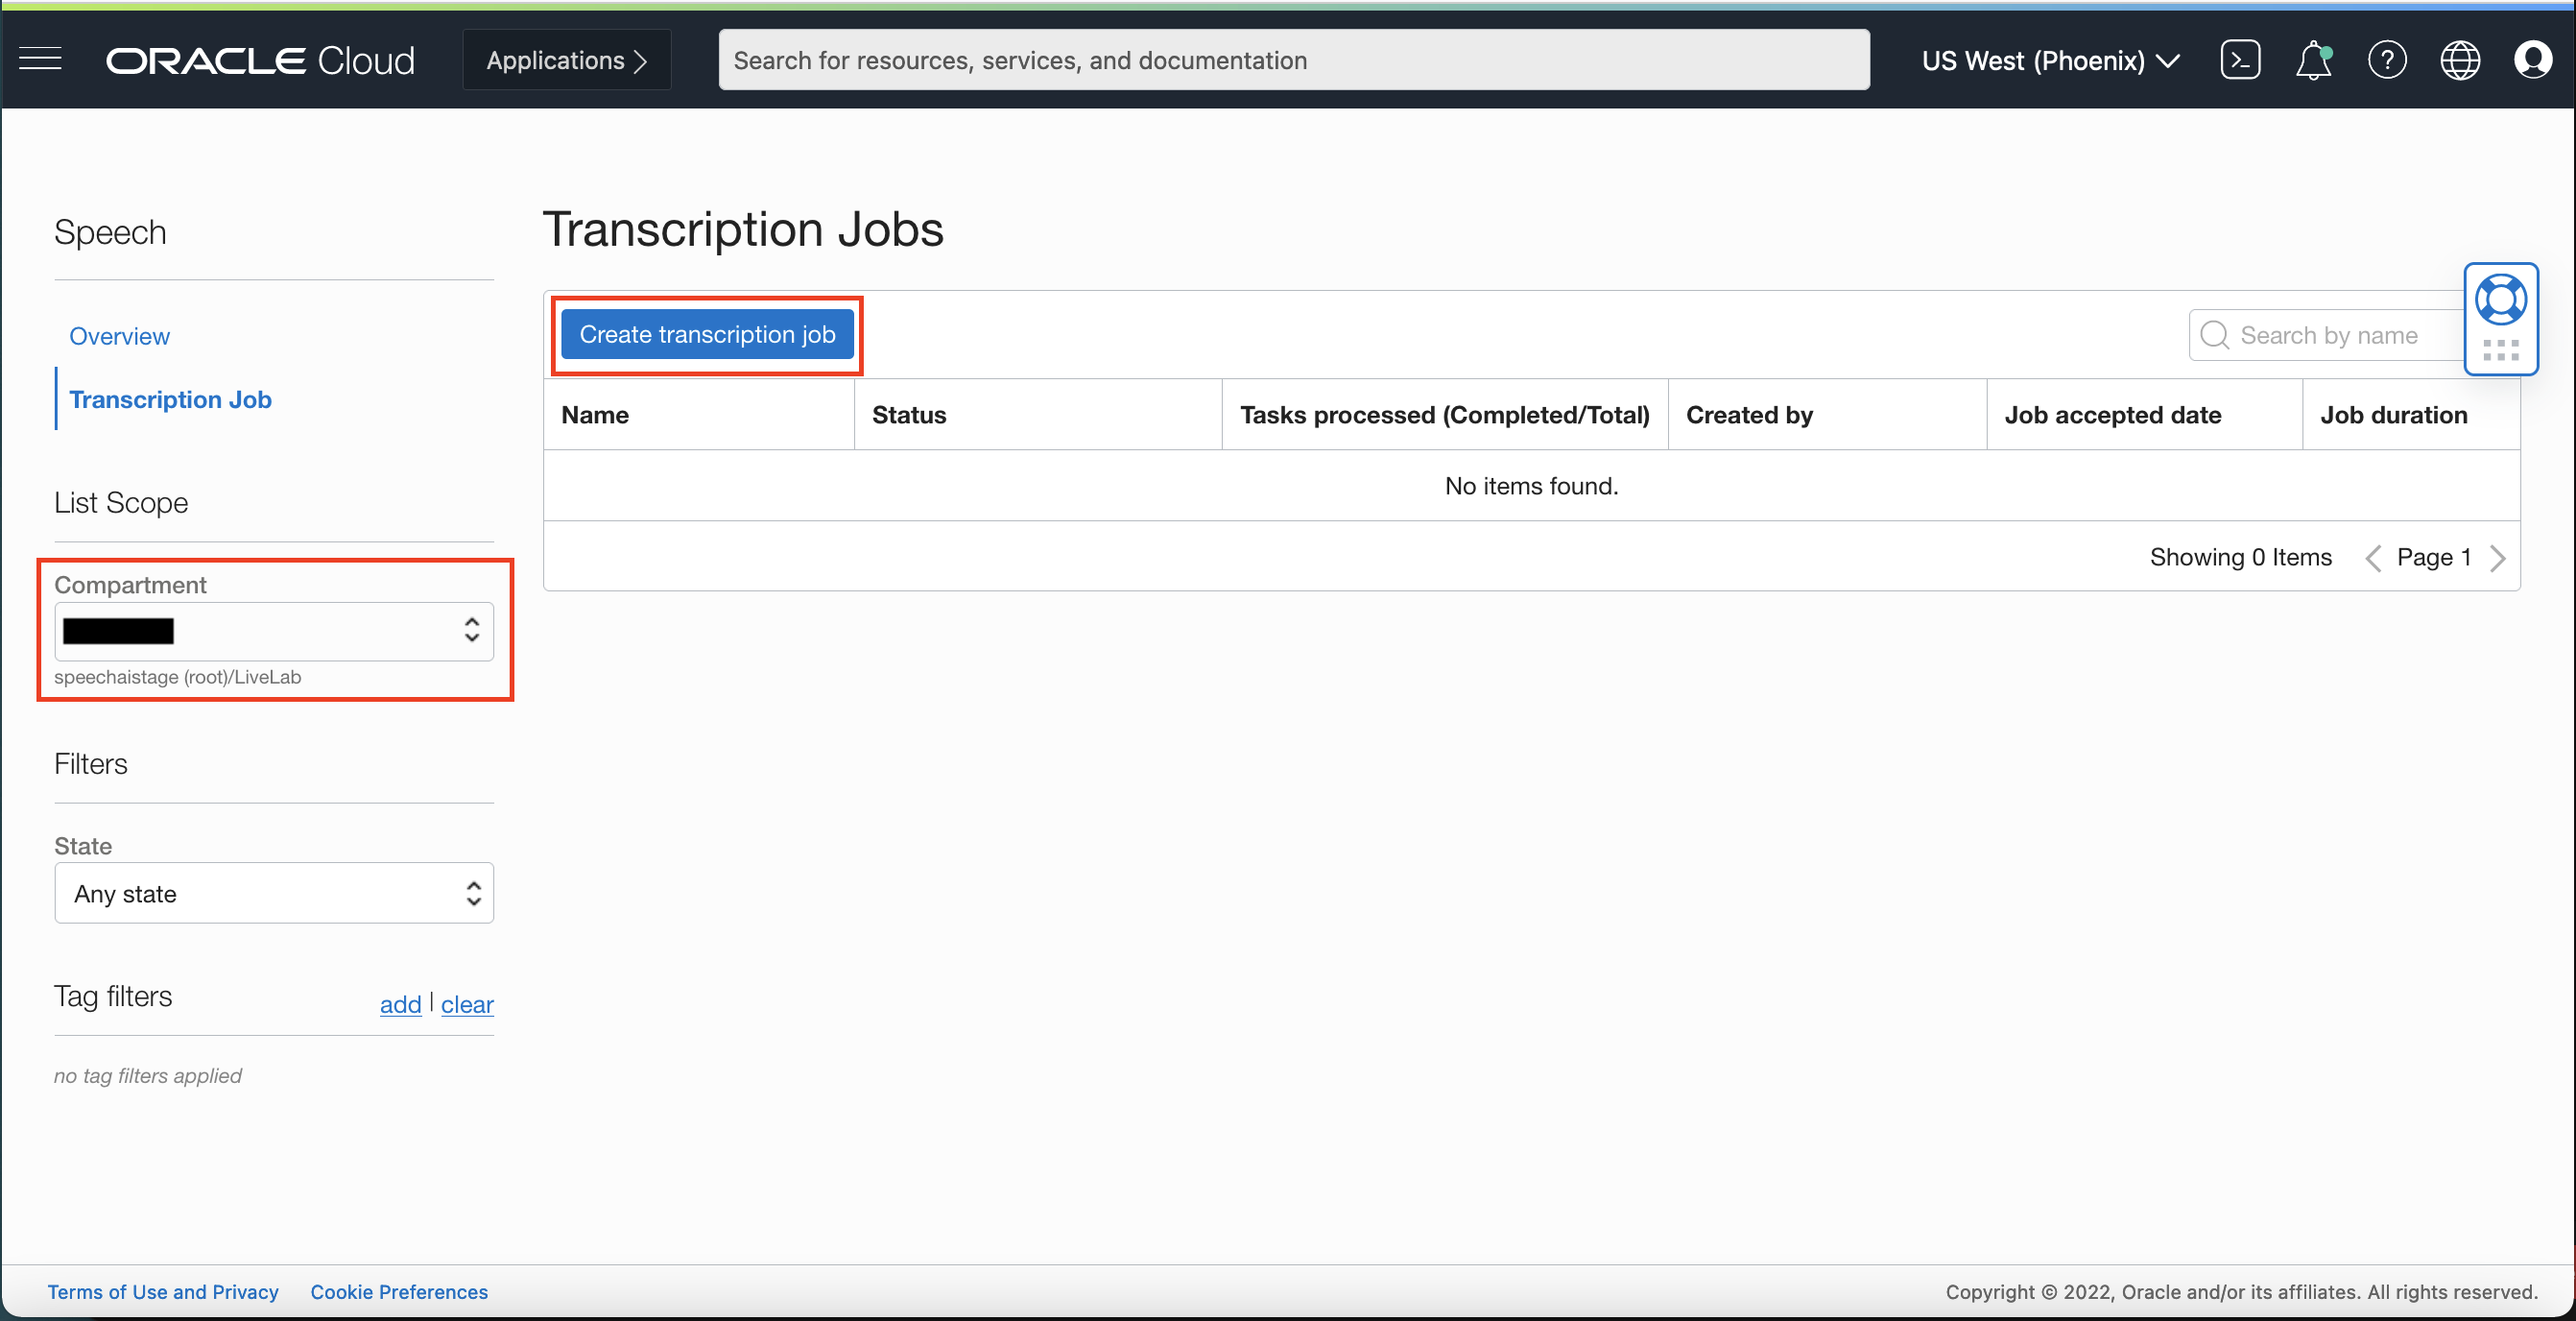 ORACLE Cloud
Applications
Search for resources, services, and documentation
US West (Phoenix)
Speech
Overview
Transcription Job
List Scope
Compartment
speechaistage (root)/LiveLab
Filters
State
Any state
Tag filters
add | clear
no tag filters applied
Transcription Jobs
Create transcription job
Search by name
Name Status Tasks processed (Completed/Total) Created by Job accepted date Job duration
No items found.
Showing 0 Items Page 1
Terms of Use and Privacy Cookie Preferences
Copyright © 2022, Oracle and/or its affiliates. All rights reserved.